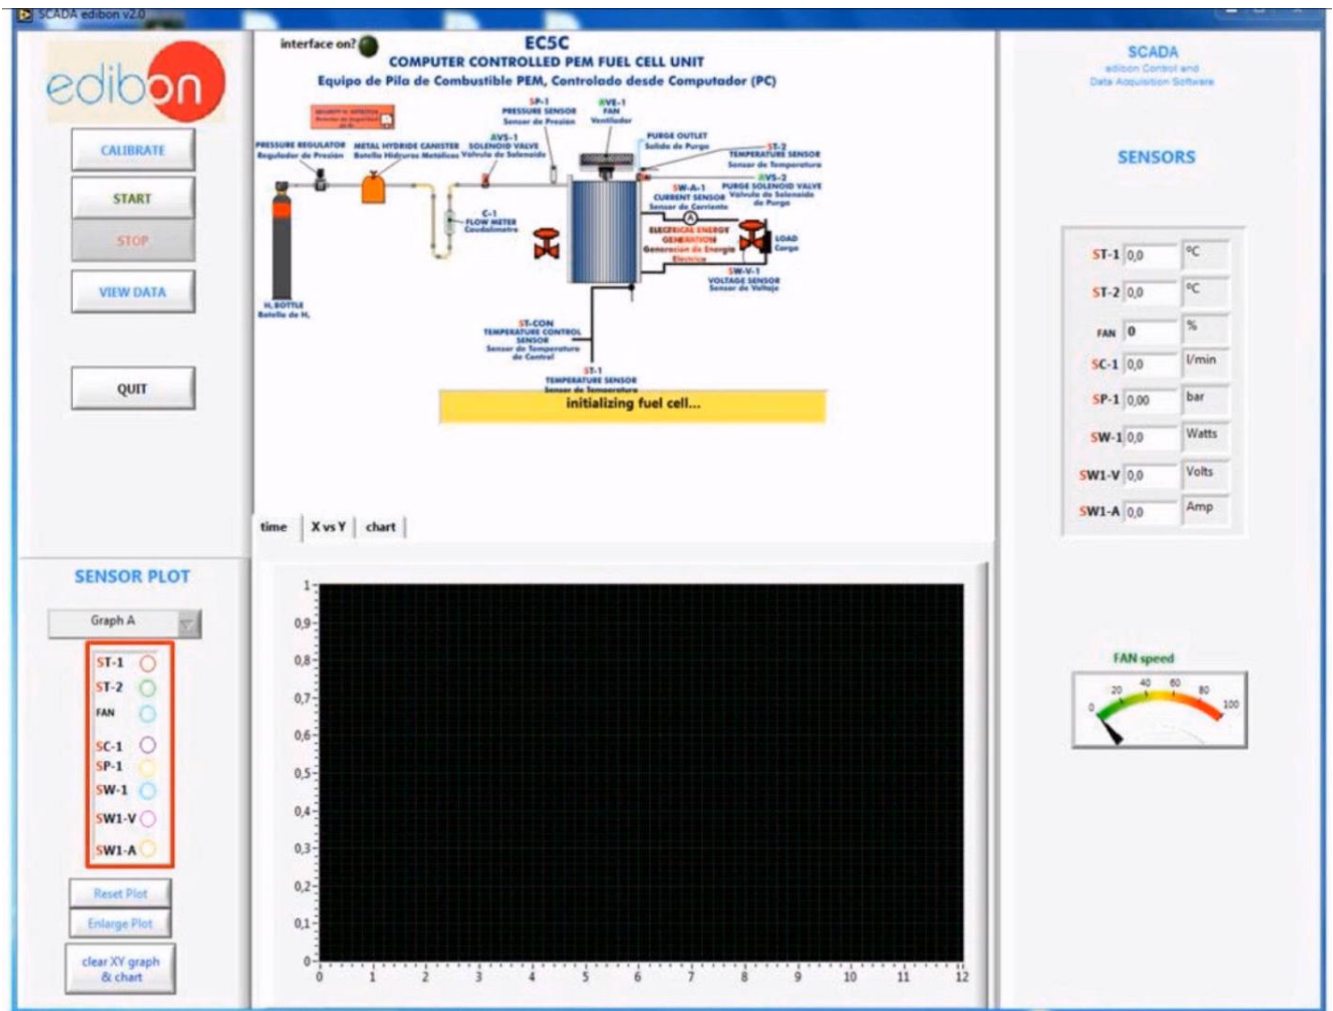 SCADA edibon v2.0
edibon
CALIBRATE
START
STOP
VIEW DATA
QUIT
interface on?
EC5C
COMPUTER CONTROLLED PEM FUEL CELL UNIT
Equipo de Pila de Combustible PEM, Controlado desde Computador (PC)
SP-1
PRESSURE SENSOR
Sensor de Presión
AVE-1
FAN
Ventilador
PURGE OUTLET
Salida de Purga
ST-2
TEMPERATURE SENSOR
Sensor de Temperatura
PRESSURE REGULATOR
Regulador de Presión
METAL HYDRIDE CANISTER
Botella Hidruros Metálicos
AVS-1
SOLENOID VALVE
Válvula de Solenoide
AVS-2
PURGE SOLENOID VALVE
Válvula de Solenoide
de Purga
SW-A-1
CURRENT SENSOR
Sensor de Corriente
A
C-1
FLOW METER
Caudalímetro
ELECTRICAL ENERGY
GENERATION
Generación de Energía
Eléctrica
LOAD
Carga
SW-V-1
VOLTAGE SENSOR
Sensor de Voltaje
H₂ BOTTLE
Botella de H₂
ST-CON
TEMPERATURE CONTROL
SENSOR
Sensor de Temperatura
de Control
ST-1
TEMPERATURE SENSOR
Sensor de Temperatura
initializing fuel cell...
time
X vs Y
chart
SCADA
edibon Control and
Data Acquisition Software
SENSORS
ST-1 0,0 ºC
ST-2 0,0 ºC
FAN 0 %
SC-1 0,0 l/min
SP-1 0,00 bar
SW-1 0,0 Watts
SW1-V 0,0 Volts
SW1-A 0,0 Amp
FAN speed
0 20 40 60 80 100
SENSOR PLOT
Graph A
ST-1
ST-2
FAN
SC-1
SP-1
SW-1
SW1-V
SW1-A
Reset Plot
Enlarge Plot
clear XY graph
& chart
1
0,9
0,8
0,7
0,6
0,5
0,4
0,3
0,2
0,1
0
0 1 2 3 4 5 6 7 8 9 10 11 12